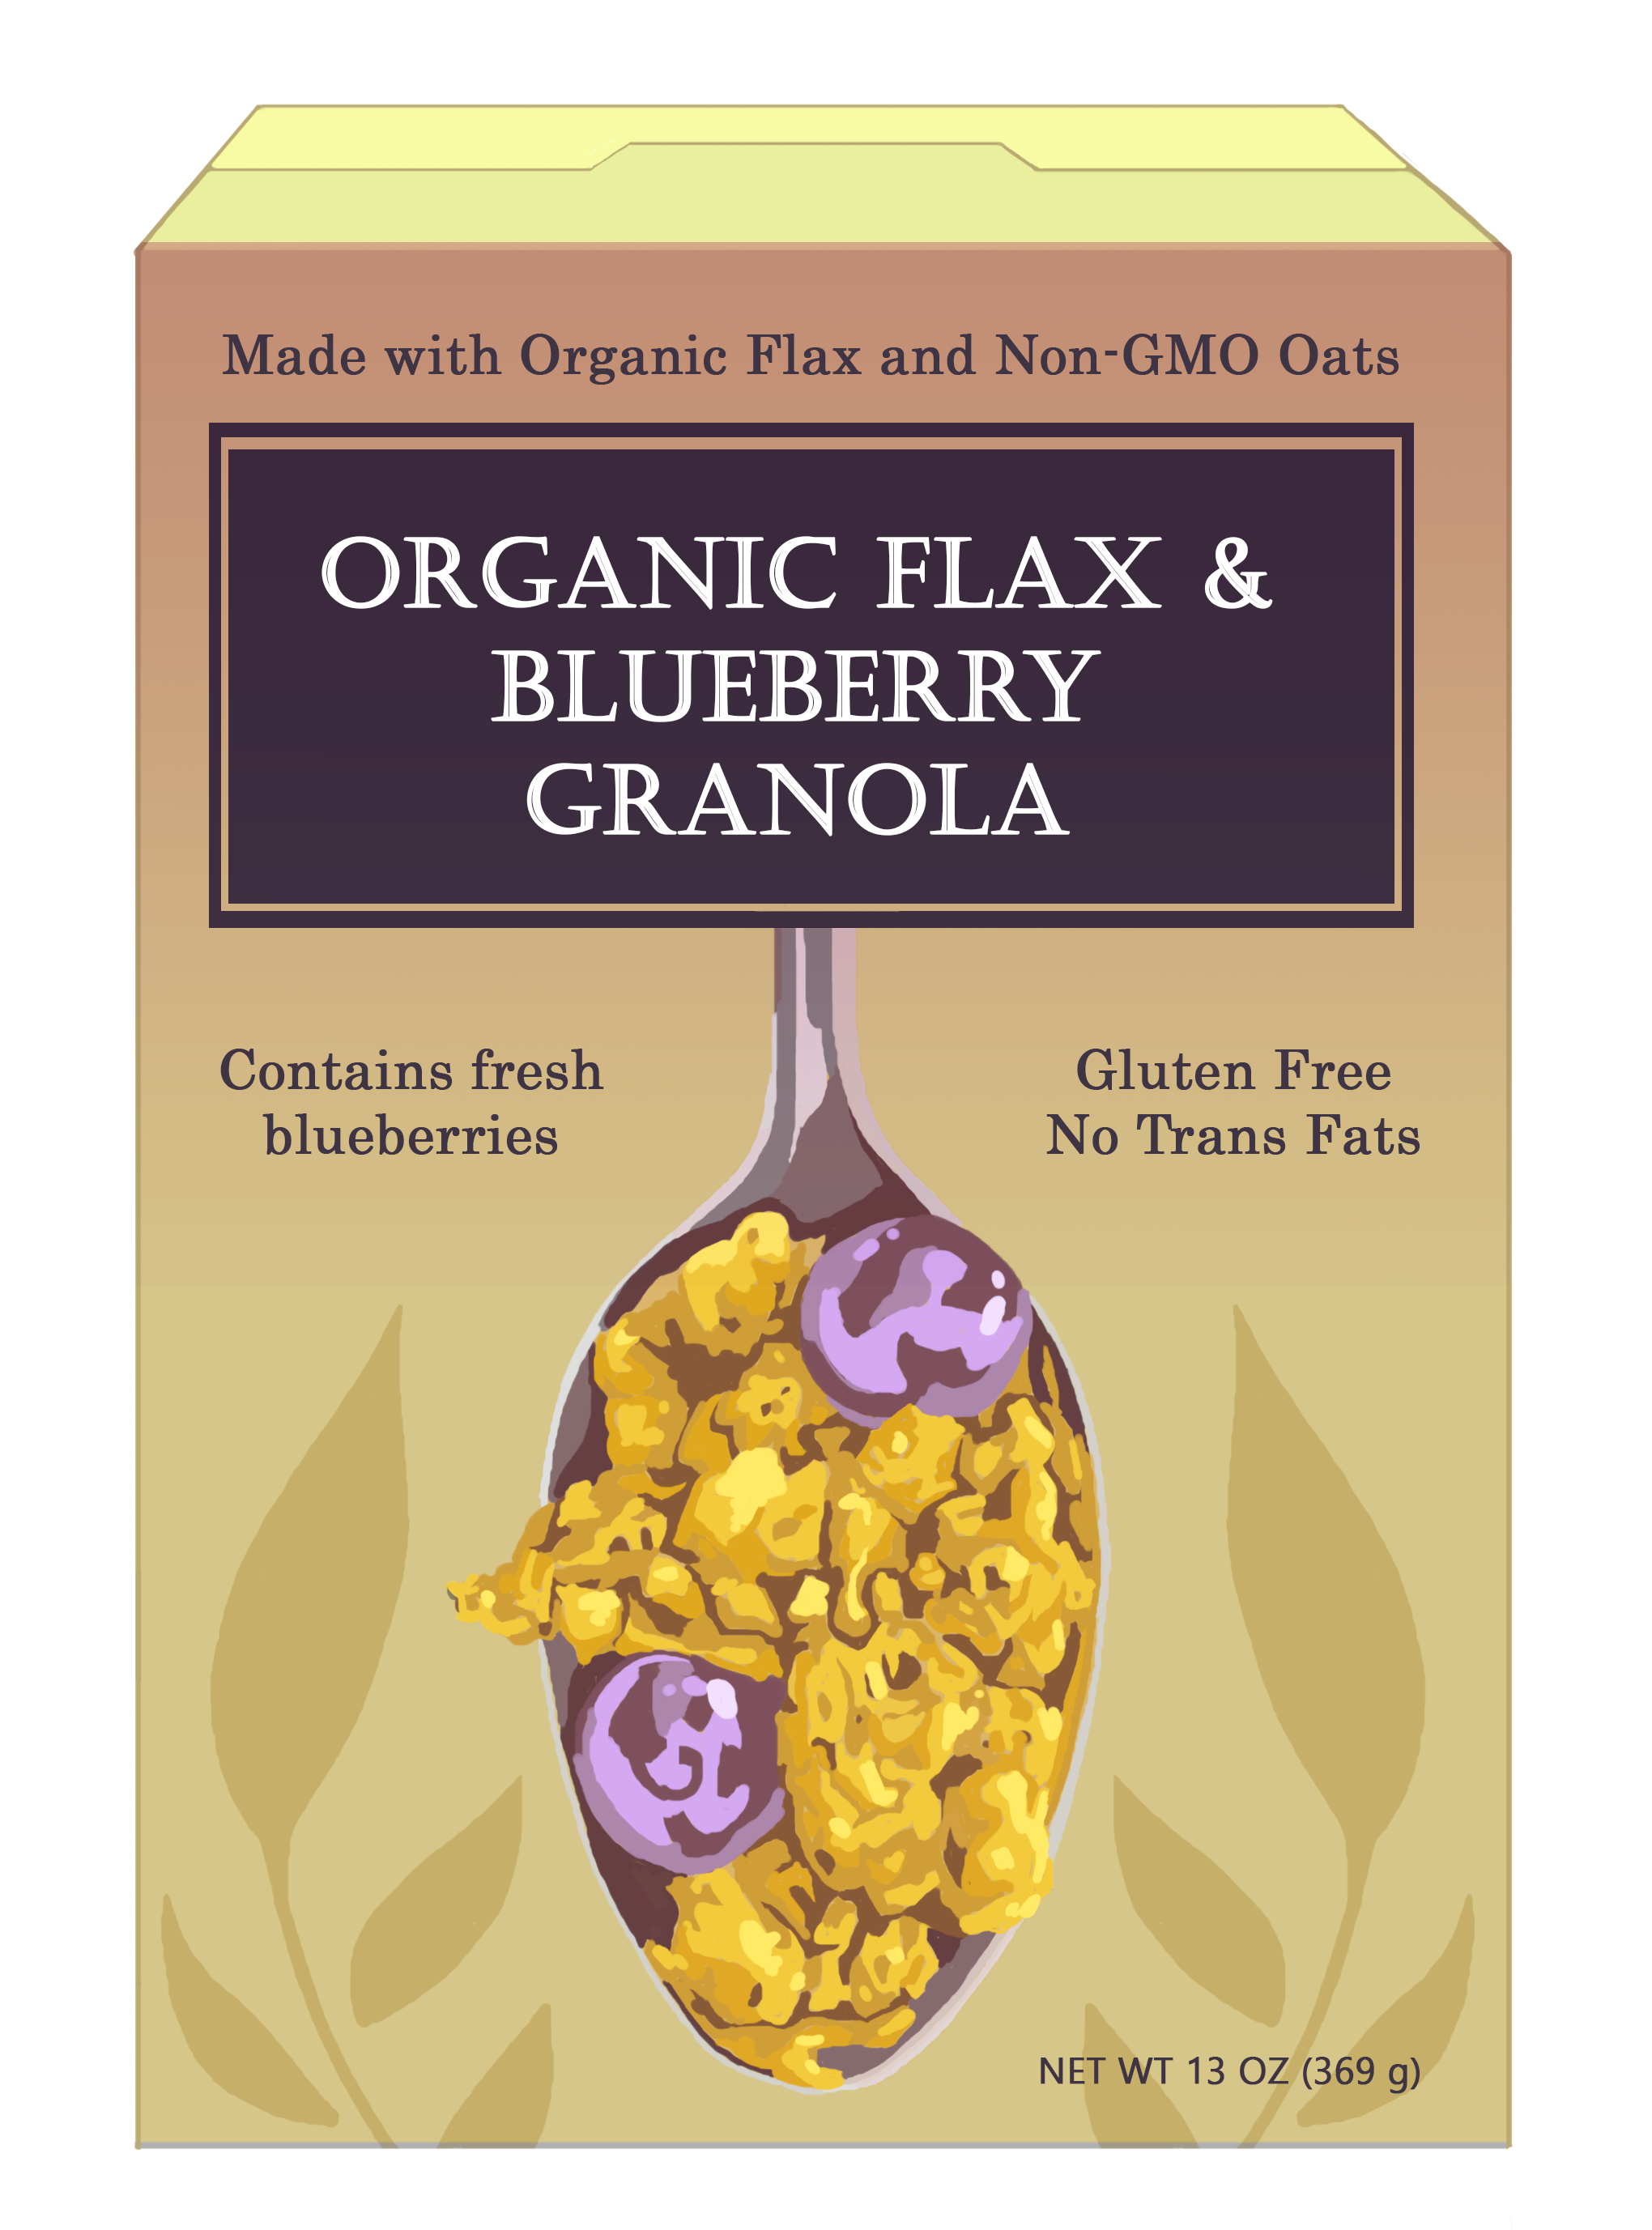 Made with Organic Flax and Non-GMO Oats
ORGANIC FLAX &
BLUEBERRY
GRANOLA
Contains fresh
blueberries
Gluten Free
No Trans Fats
NET WT 13 OZ (369 g)